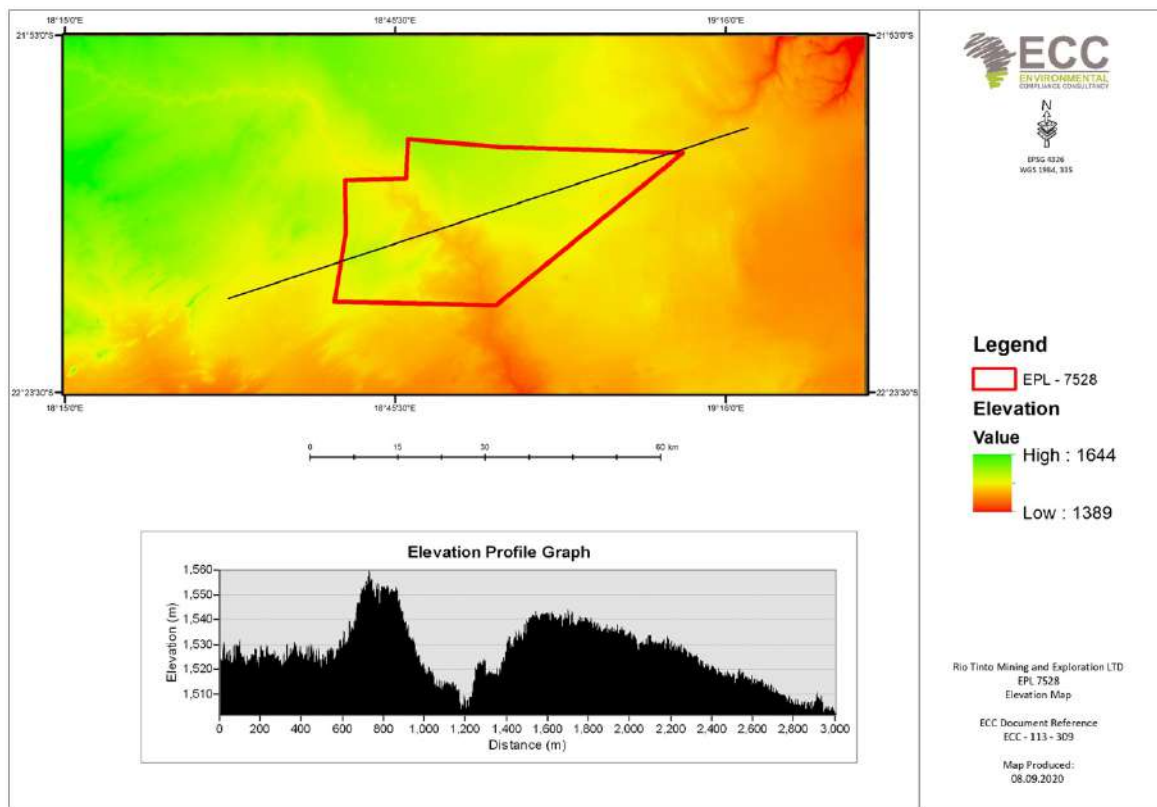 18°15'0"E
18°45'30"E
19°16'0"E
21°53'0"S
21°53'0"S
22°23'30"S
22°23'30"S
18°15'0"E
18°45'30"E
19°16'0"E
0
15
30
60 km
Elevation Profile Graph
Elevation (m)
1,560
1,550
1,540
1,530
1,520
1,510
0
200
400
600
800
1.000
1.200
1,400
1,600
1,800
2,000
2,200
2,400
2,600
2,800
3,000
Distance (m)
ECC
ENVIRONMENTAL
COMPLIANCE CONSULTANCY
N
EPSG 4326
WGS 1984, 33S
Legend
EPL - 7528
Elevation
Value
High : 1644
Low : 1389
Rio Tinto Mining and Exploration LTD
EPL 7528
Elevation Map
ECC Document Reference
ECC - 113 - 309
Map Produced:
08.09.2020